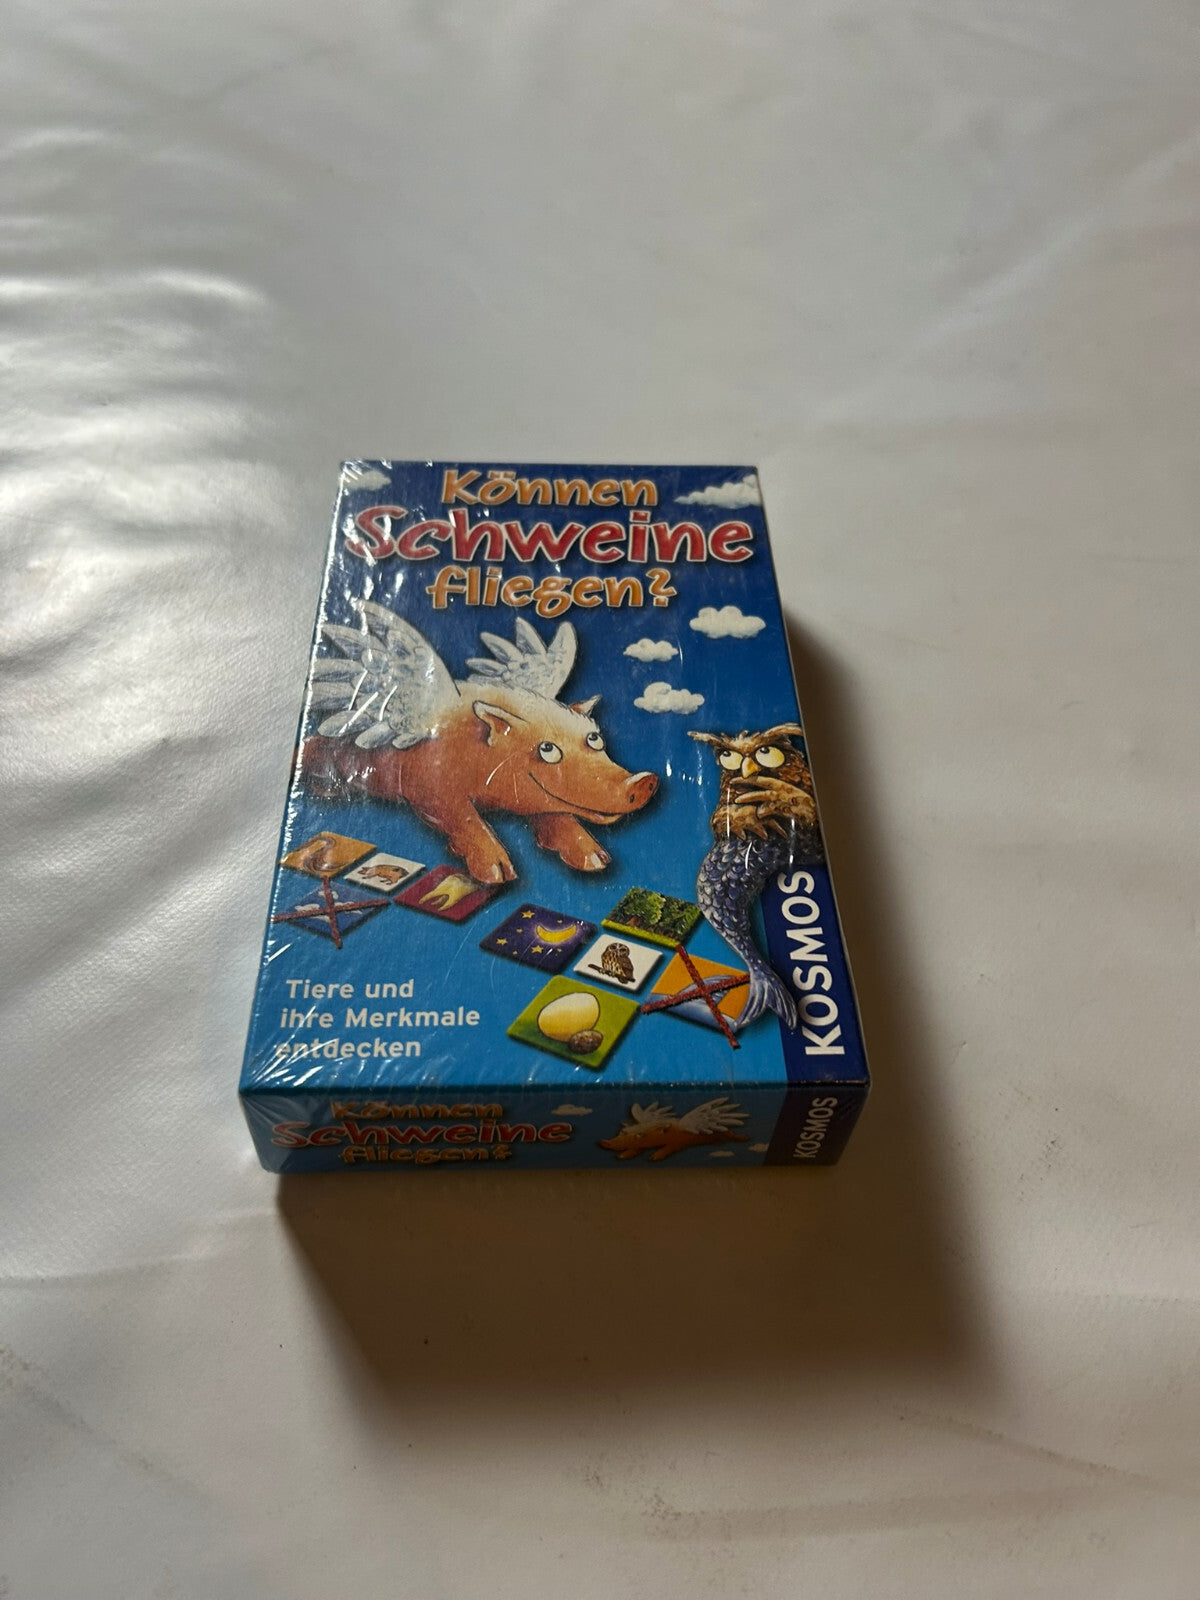 Können
Schweine
fliegen?
Tiere und
ihre Merkmale
entdecken
KOSMOS
Können
Schweine
fliegen?
KOSMOS